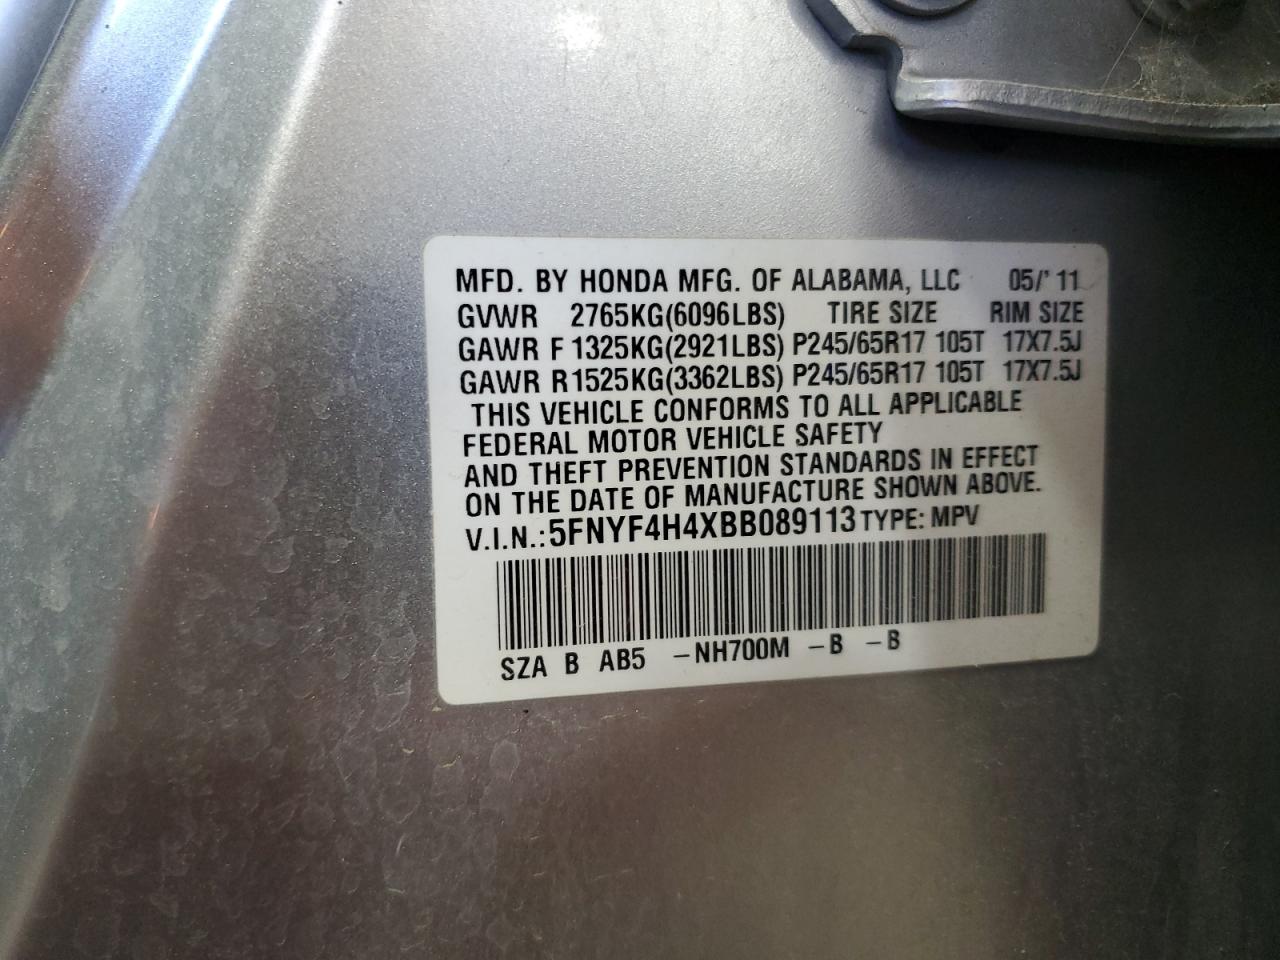 MFD. BY HONDA MFG. OF ALABAMA, LLC 05/'11
GVWR 2765KG(6096LBS) TIRE SIZE RIM SIZE
GAWR F 1325KG(2921LBS) P245/65R17 105T 17X7.5J
GAWR R 1525KG(3362LBS) P245/65R17 105T 17X7.5J
THIS VEHICLE CONFORMS TO ALL APPLICABLE
FEDERAL MOTOR VEHICLE SAFETY
AND THEFT PREVENTION STANDARDS IN EFFECT
ON THE DATE OF MANUFACTURE SHOWN ABOVE.
V.I.N.: 5FNYF4H4XBB089113 TYPE: MPV
SZA B AB5 -NH700M -B -B